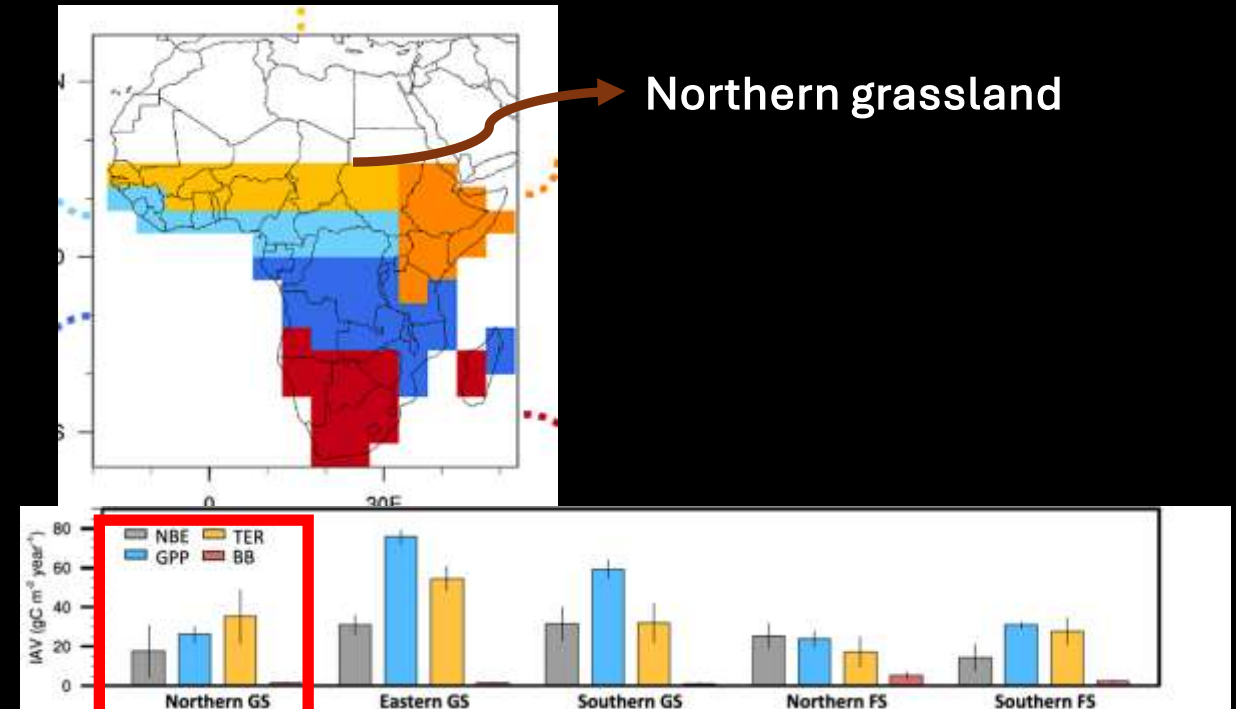 Northern grassland
0
30E
IAV (gC m⁻² year⁻¹)
80
60
40
20
0
NBE
TER
GPP
BB
Northern GS
Eastern GS
Southern GS
Northern FS
Southern FS